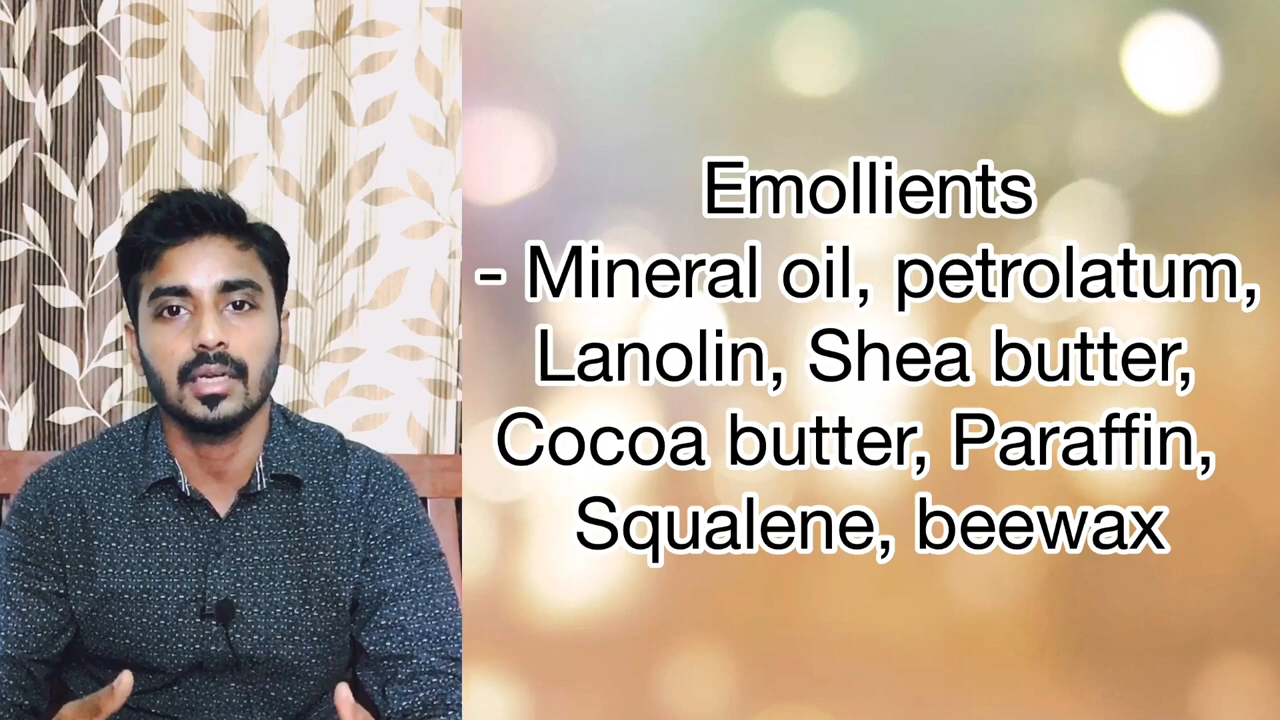 Emollients
- Mineral oil, petrolatum,
Lanolin, Shea butter,
Cocoa butter, Paraffin,
Squalene, beewax